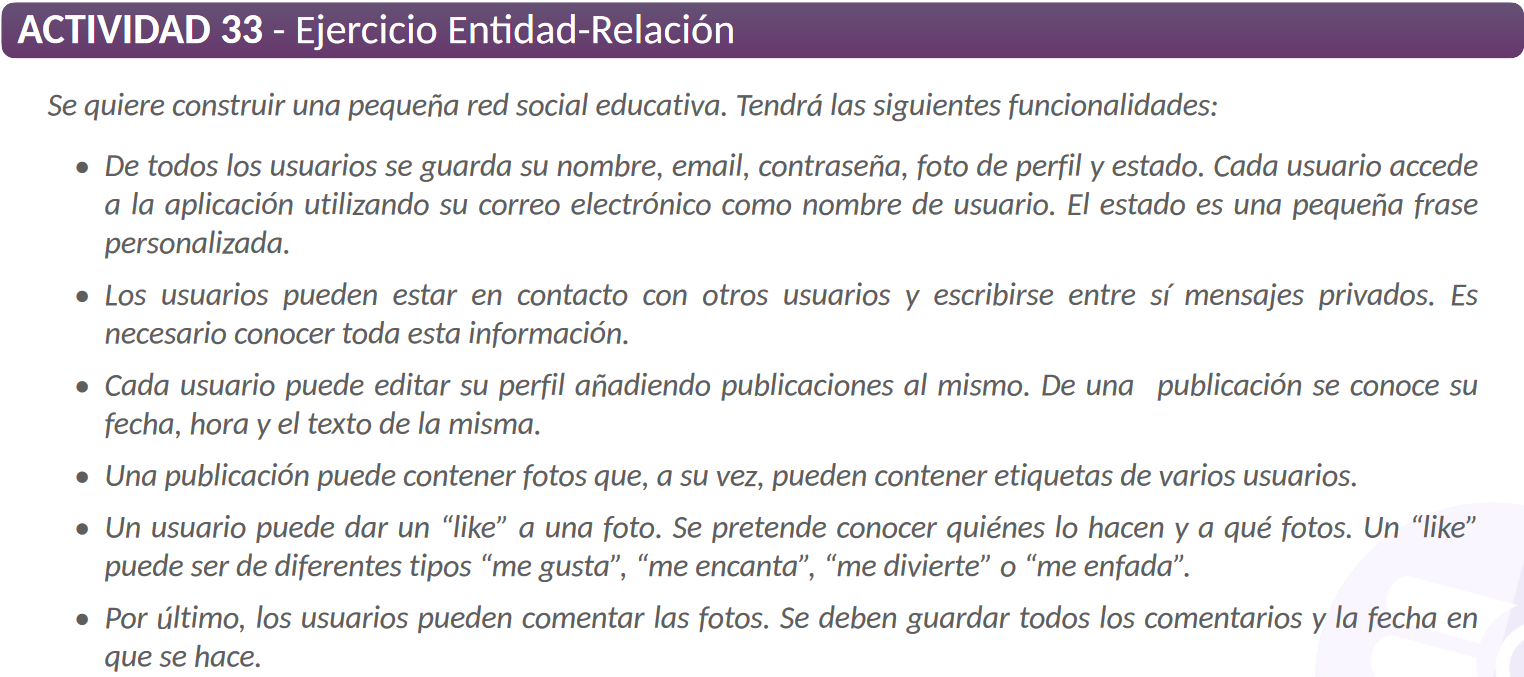 ACTIVIDAD 33 - Ejercicio Entidad-Relación
Se quiere construir una pequeña red social educativa. Tendrá las siguientes funcionalidades:
• De todos los usuarios se guarda su nombre, email, contraseña, foto de perfil y estado. Cada usuario accede
a la aplicación utilizando su correo electrónico como nombre de usuario. El estado es una pequeña frase
personalizada.
• Los usuarios pueden estar en contacto con otros usuarios y escribirse entre sí mensajes privados. Es
necesario conocer toda esta información.
• Cada usuario puede editar su perfil añadiendo publicaciones al mismo. De una publicación se conoce su
fecha, hora y el texto de la misma.
• Una publicación puede contener fotos que, a su vez, pueden contener etiquetas de varios usuarios.
• Un usuario puede dar un “like” a una foto. Se pretende conocer quiénes lo hacen y a qué fotos. Un “like”
puede ser de diferentes tipos “me gusta”, “me encanta”, “me divierte” o “me enfada”.
• Por último, los usuarios pueden comentar las fotos. Se deben guardar todos los comentarios y la fecha en
que se hace.